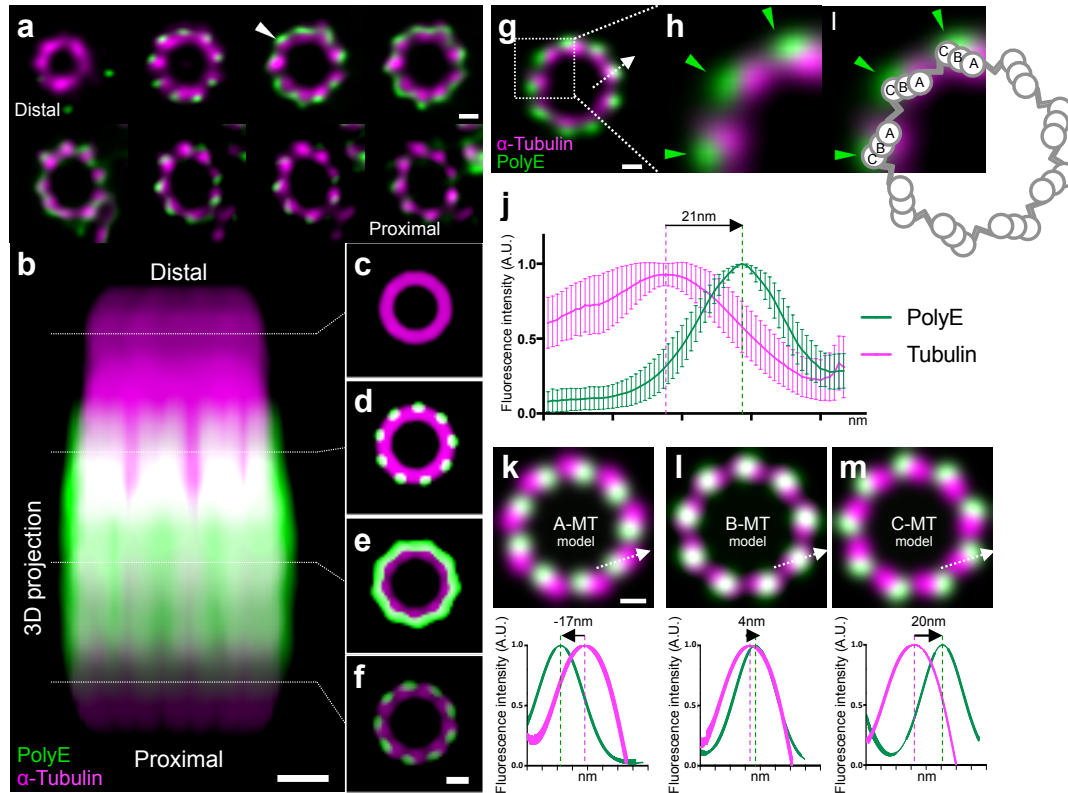 a
Distal
Proximal
b
Distal
3D projection
Proximal
PolyE
α-Tubulin
c
d
e
f
g
α-Tubulin
PolyE
h
I
C B A
C B A
A
B
C
j
21nm
Fluorescence intensity (A.U.)
1.0
0.5
0.0
nm
PolyE
Tubulin
k
A-MT
model
l
B-MT
model
m
C-MT
model
-17nm
Fluorescence intensity (A.U.)
1.0
0.5
nm
4nm
Fluorescence intensity (A.U.)
1.0
0.5
nm
20nm
Fluorescence intensity (A.U.)
1.0
0.5
nm